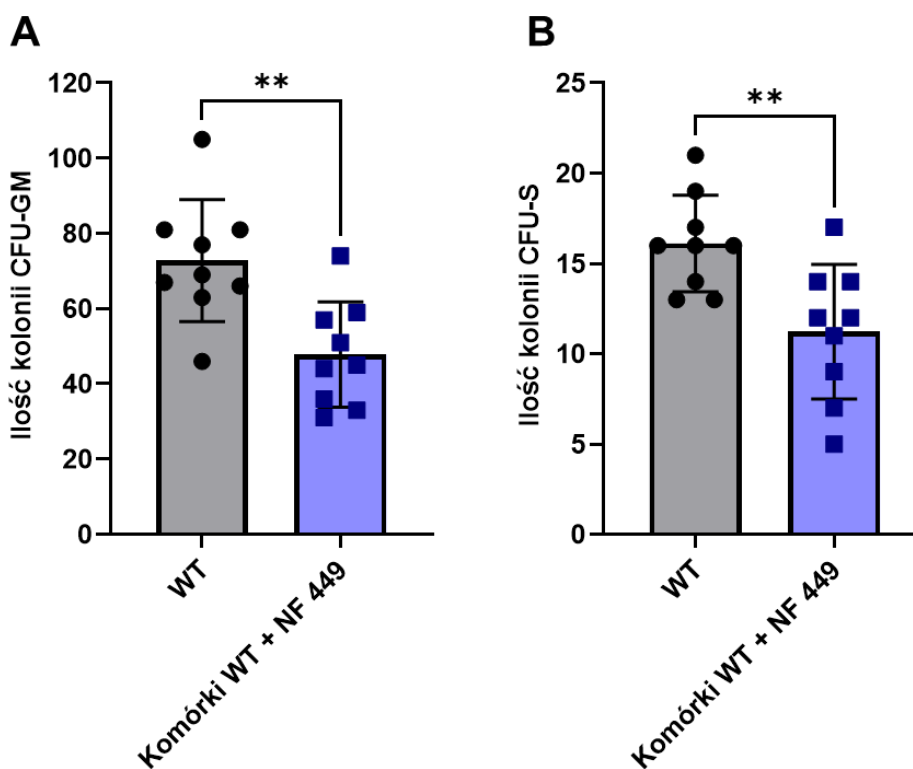 A
Ilość kolonii CFU-GM
120
100
80
60
40
20
0
**
WT
Komórki WT + NF 449
B
Ilość kolonii CFU-S
25
20
15
10
5
0
**
WT
Komórki WT + NF 449